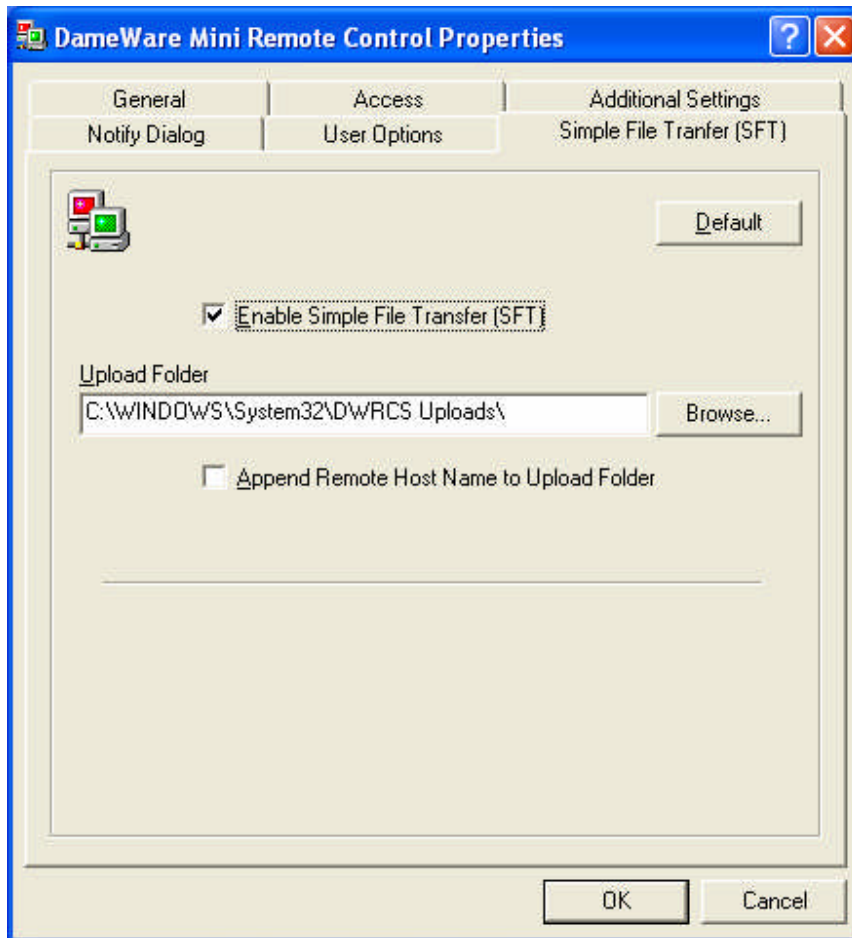 DameWare Mini Remote Control Properties
General Access Additional Settings
Notify Dialog User Options Simple File Tranfer (SFT)
Default
Enable Simple File Transfer (SFT)
Upload Folder
C:\WINDOWS\System32\DWRCS Uploads\ Browse...
Append Remote Host Name to Upload Folder
OK Cancel